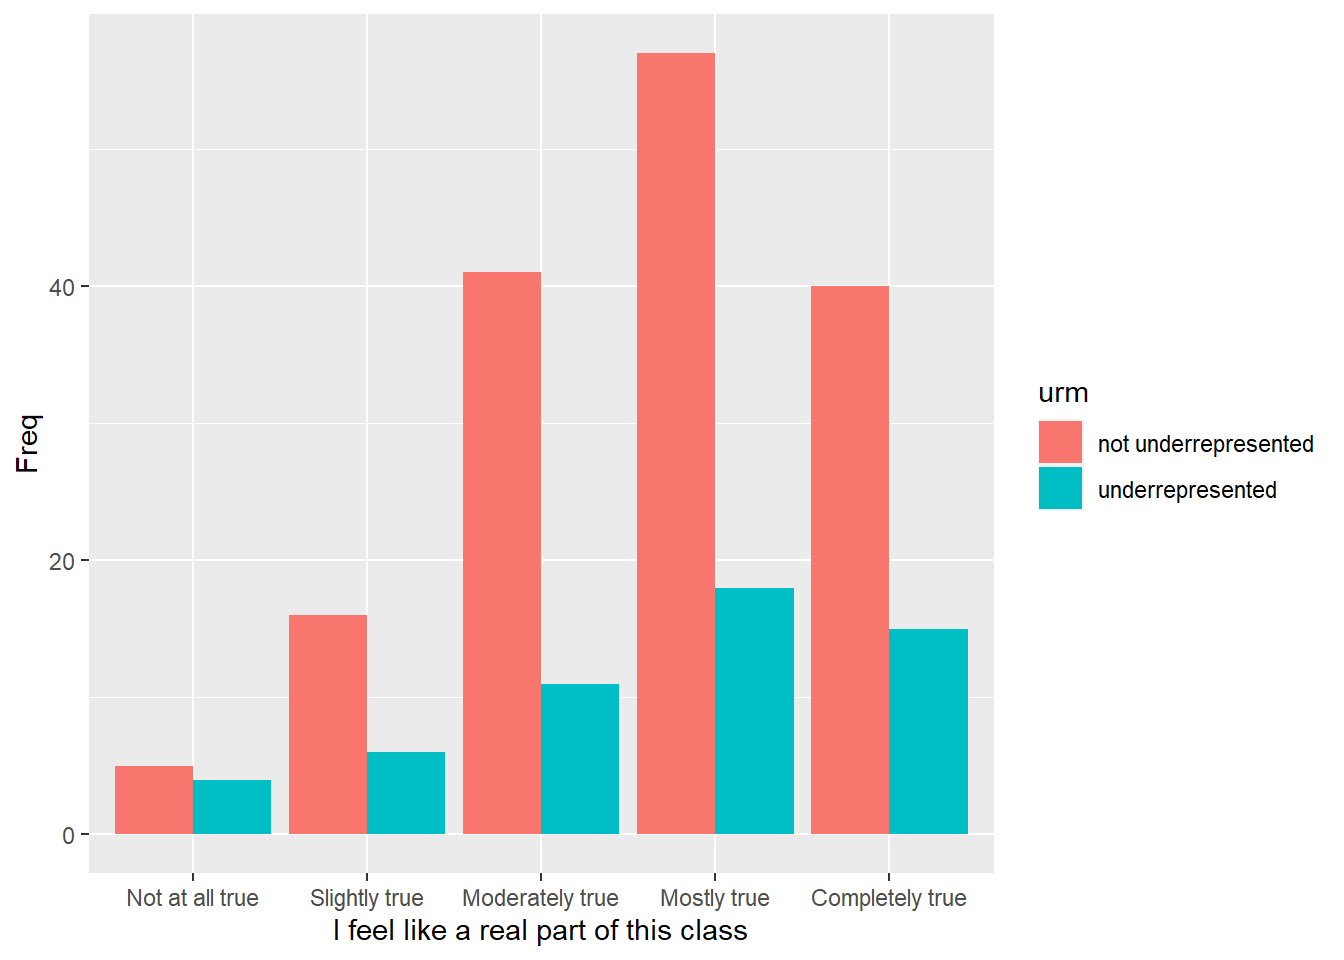 Freq
40
20
0
Not at all true
Slightly true
Moderately true
Mostly true
Completely true
I feel like a real part of this class
urm
not underrepresented
underrepresented